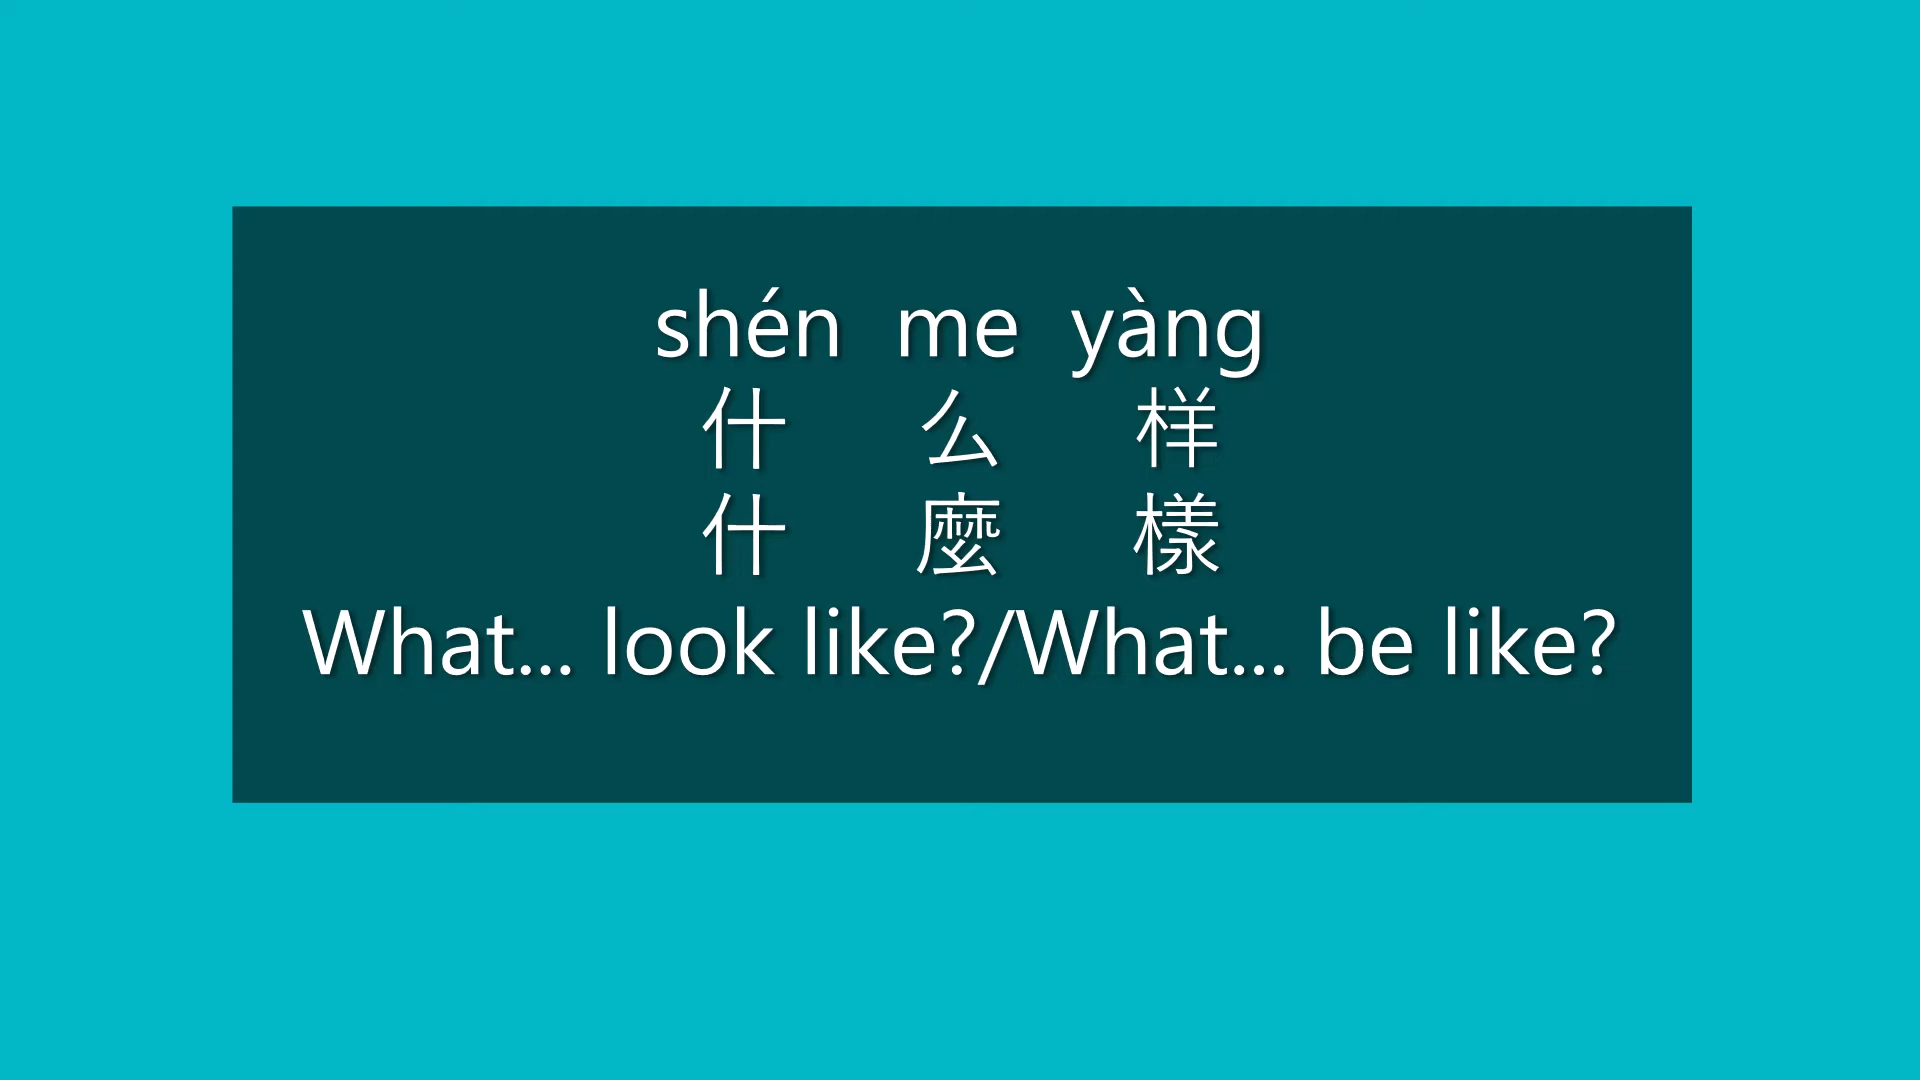 shén me yàng
什 么 样
什 麼 樣
What... look like?/What... be like?